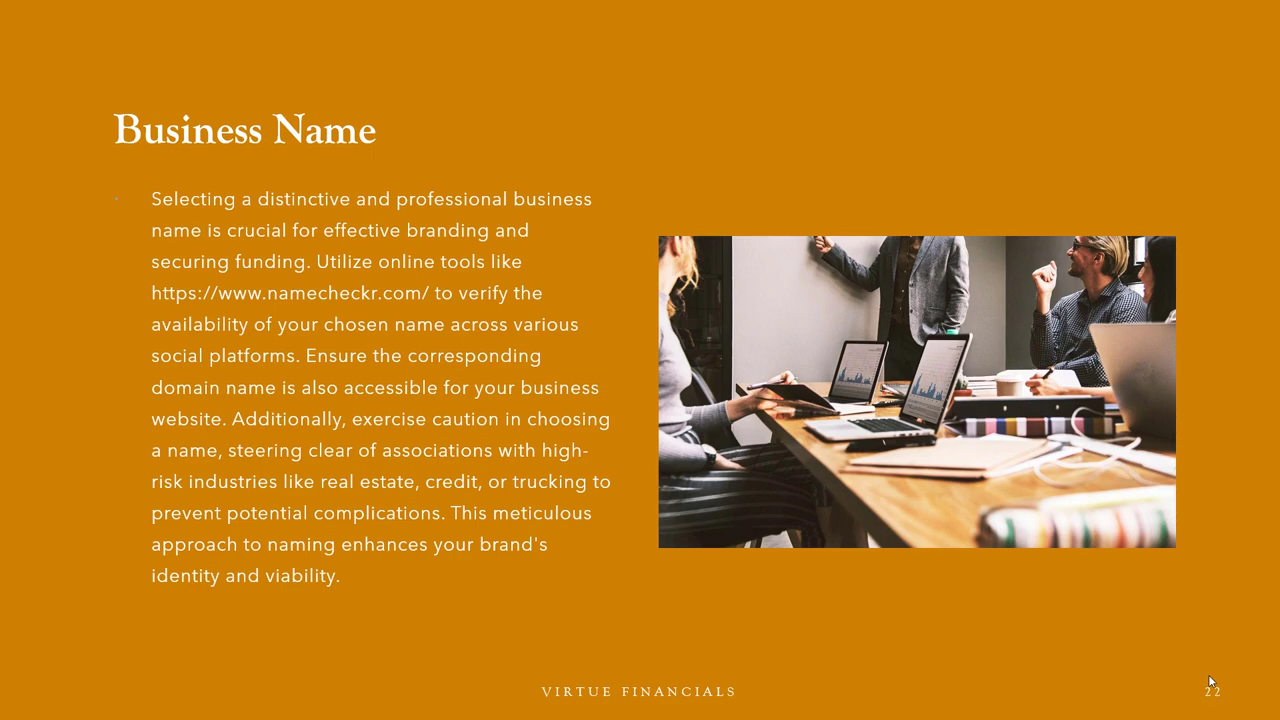 Business Name
Selecting a distinctive and professional business
name is crucial for effective branding and
securing funding. Utilize online tools like
https://www.namecheckr.com/ to verify the
availability of your chosen name across various
social platforms. Ensure the corresponding
domain name is also accessible for your business
website. Additionally, exercise caution in choosing
a name, steering clear of associations with high-
risk industries like real estate, credit, or trucking to
prevent potential complications. This meticulous
approach to naming enhances your brand's
identity and viability.
VIRTUE FINANCIALS
22